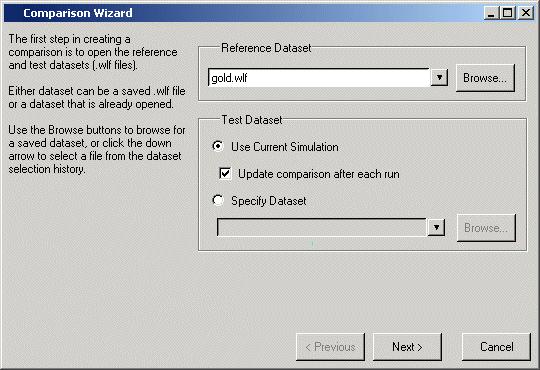 Comparison Wizard
The first step in creating a
comparison is to open the reference
and test datasets (.wlf files).
Either dataset can be a saved .wlf file
or a dataset that is already opened.
Use the Browse buttons to browse for
a saved dataset, or click the down
arrow to select a file from the dataset
selection history.
Reference Dataset
gold.wlf
Browse...
Test Dataset
Use Current Simulation
Update comparison after each run
Specify Dataset
Browse...
< Previous
Next >
Cancel